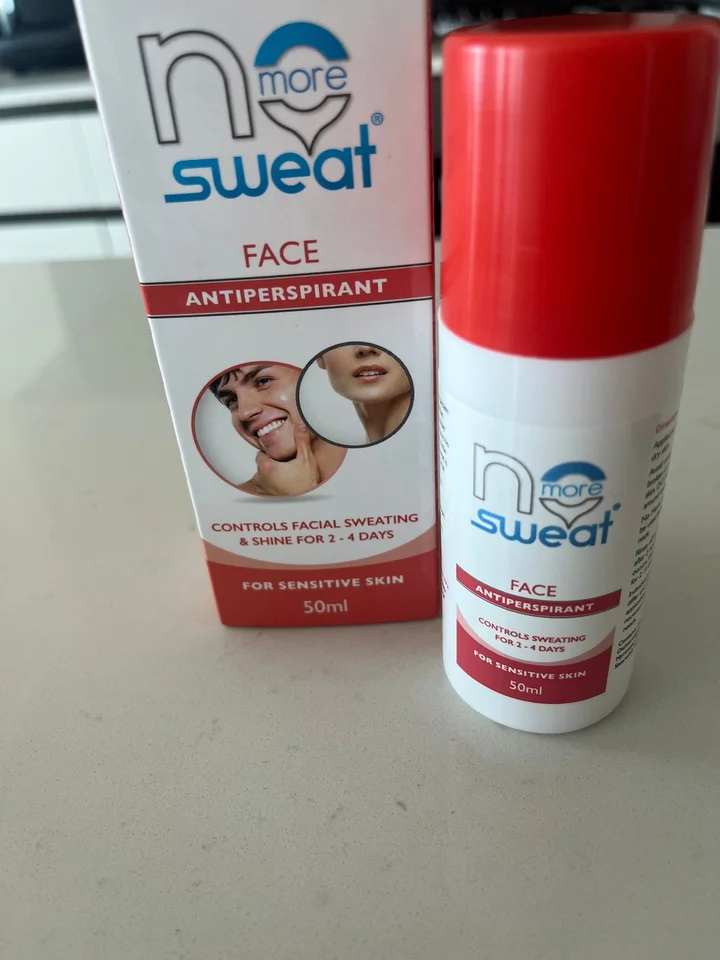 no
more
sweat®
FACE
ANTIPERSPIRANT
CONTROLS FACIAL SWEATING
& SHINE FOR 2 - 4 DAYS
FOR SENSITIVE SKIN
50ml
no
more
sweat
FACE
ANTIPERSPIRANT
CONTROLS SWEATING
FOR 2 - 4 DAYS
FOR SENSITIVE SKIN
50ml